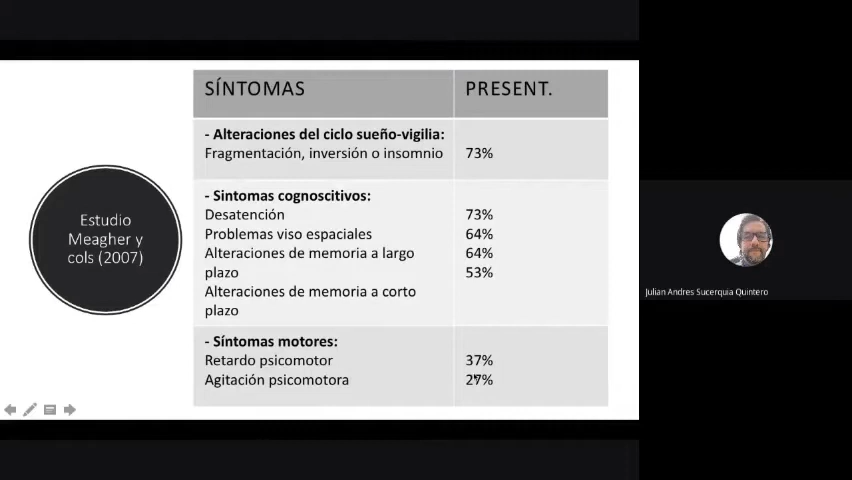 Estudio
Meagher y
cols (2007)
SÍNTOMAS
PRESENT.
- Alteraciones del ciclo sueño-vigilia:
Fragmentación, inversión o insomnio
73%
- Sintomas cognoscitivos:
Desatención
73%
Problemas viso espaciales
64%
Alteraciones de memoria a largo
64%
plazo
53%
Alteraciones de memoria a corto
plazo
- Síntomas motores:
Retardo psicomotor
37%
Agitación psicomotora
27%
Julian Andres Sucerquia Quintero